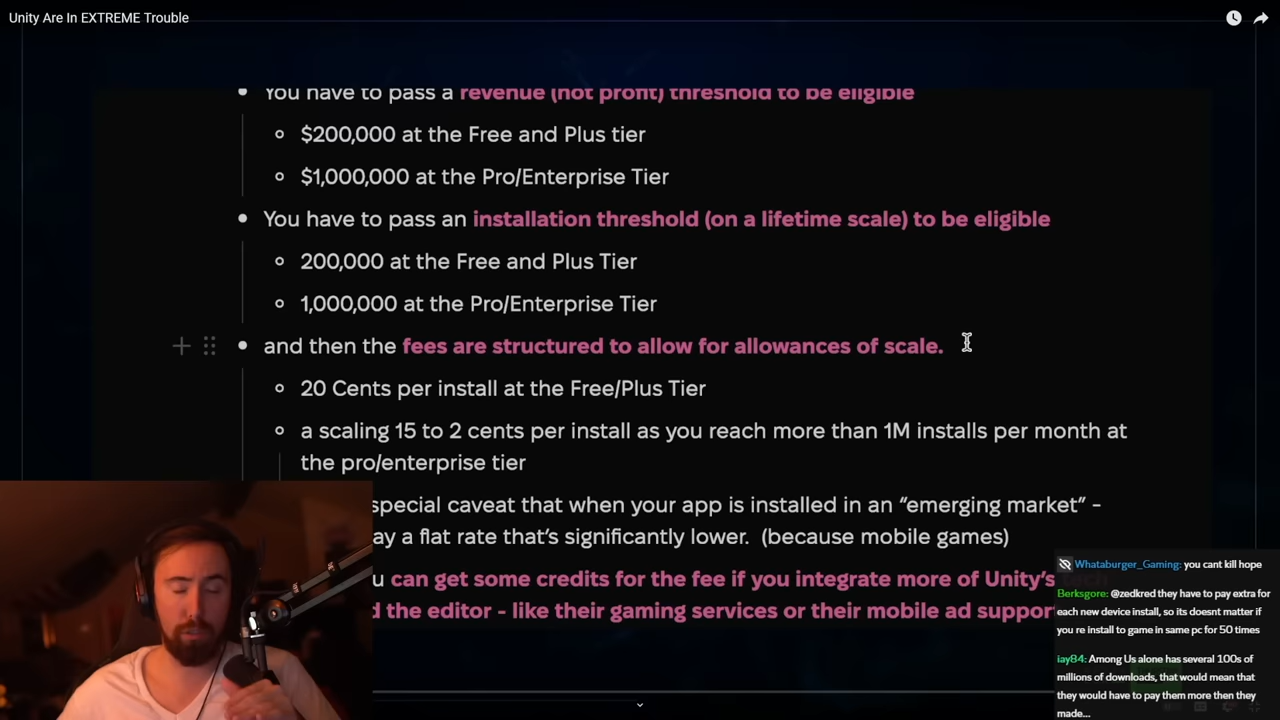 Unity Are In EXTREME Trouble
You have to pass a revenue (not profit) threshold to be eligible
$200,000 at the Free and Plus tier
$1,000,000 at the Pro/Enterprise Tier
You have to pass an installation threshold (on a lifetime scale) to be eligible
200,000 at the Free and Plus Tier
1,000,000 at the Pro/Enterprise Tier
and then the fees are structured to allow for allowances of scale.
20 Cents per install at the Free/Plus Tier
a scaling 15 to 2 cents per install as you reach more than 1M installs per month at
the pro/enterprise tier
special caveat that when your app is installed in an “emerging market” -
ay a flat rate that’s significantly lower. (because mobile games)
u can get some credits for the fee if you integrate more of Unity’s
d the editor - like their gaming services or their mobile ad support
Whataburger_Gaming: you cant kill hope
Berksgore: @zedkred they have to pay extra for
each new device install, so its doesnt matter if
you re install to game in same pc for 50 times
iay84: Among Us alone has several 100s of
millions of downloads, that would mean that
they would have to pay them more then they
made...